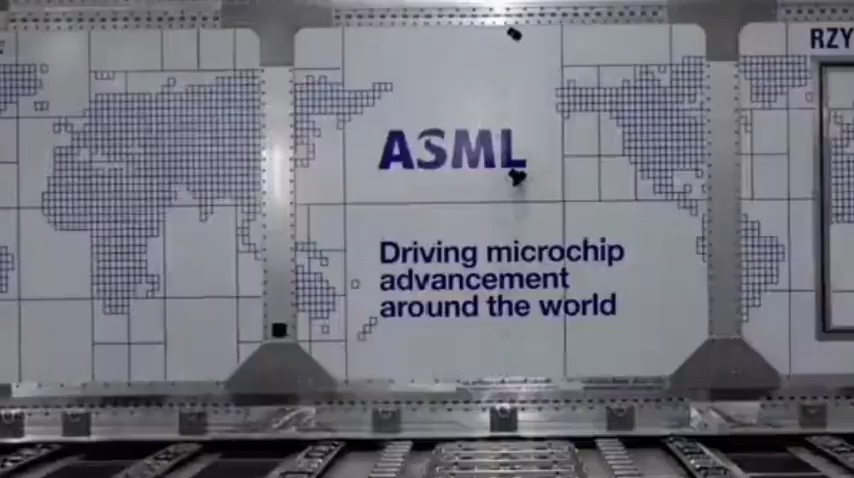 ASML
RZY
Driving microchip
advancement
around the world